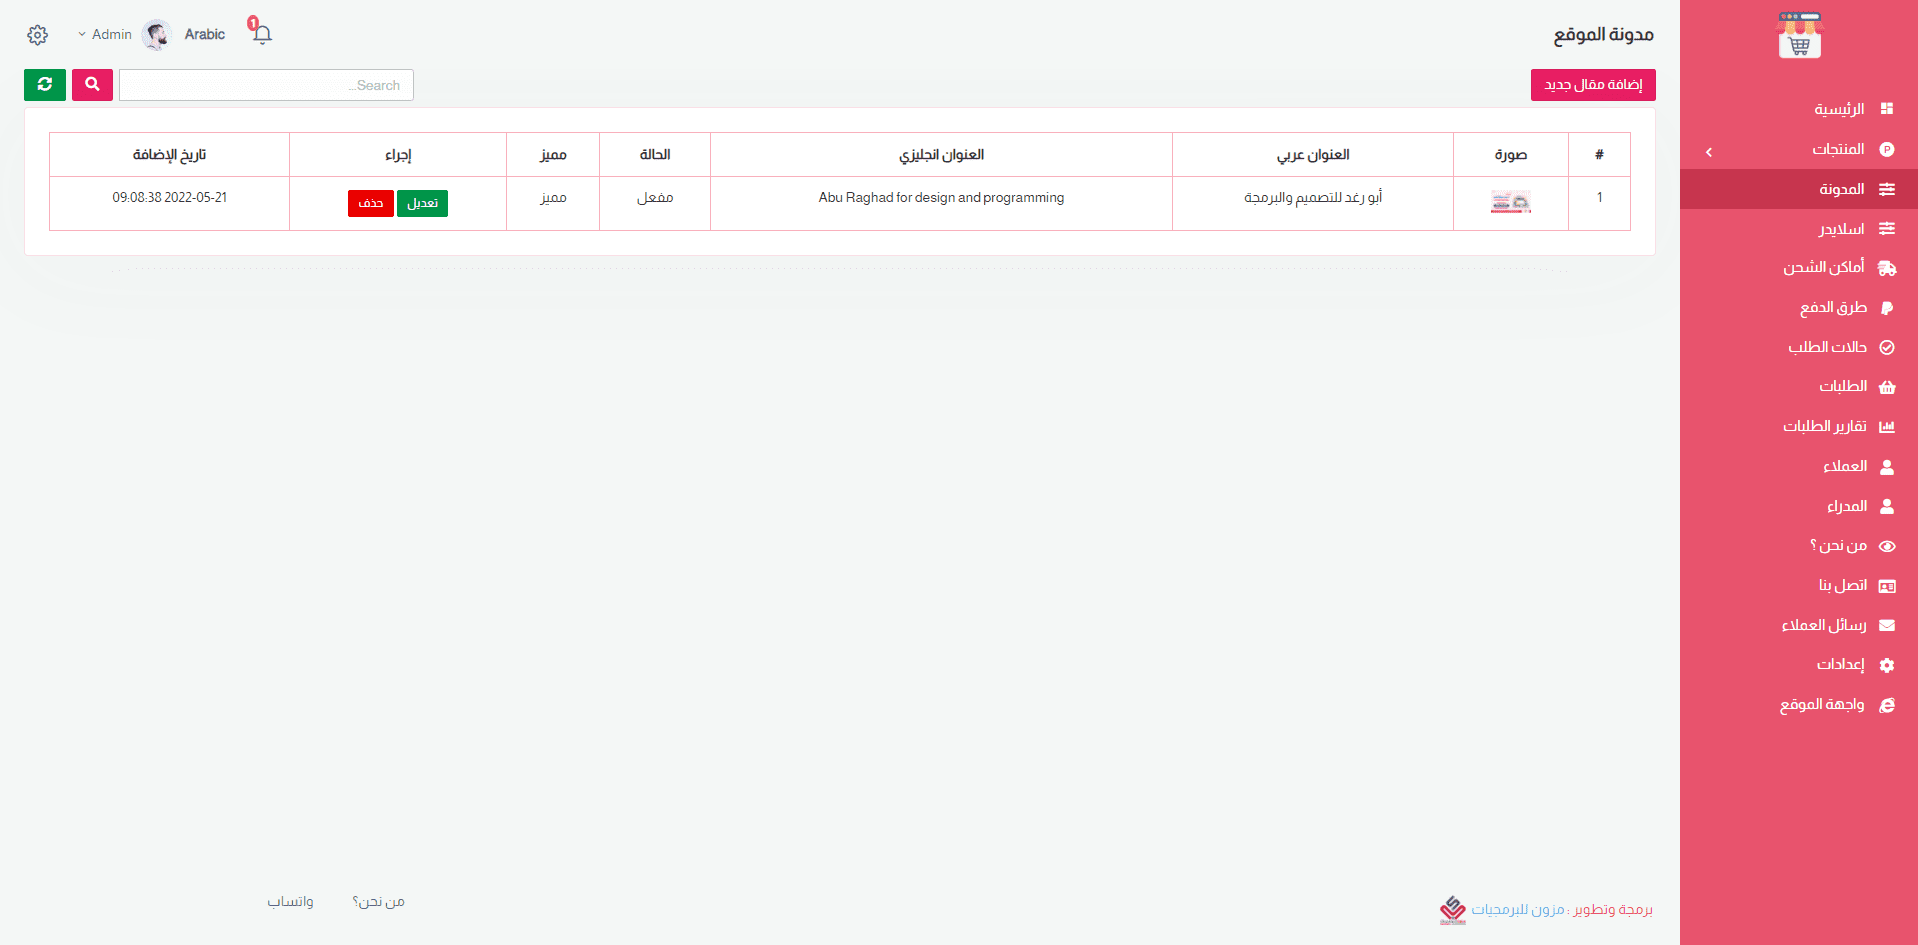 مدونة الموقع
1
Arabic
Admin
إضافة مقال جديد
Search...
# صورة العنوان عربي العنوان انجليزي الحالة مميز إجراء تاريخ الإضافة
1 أبو رغد للتصميم والبرمجة Abu Raghad for design and programming مفعل مميز تعديل حذف 2022-05-21 09:08:38
الرئيسية
المنتجات
المدونة
اسلايدر
أماكن الشحن
طرق الدفع
حالات الطلب
الطلبات
تقارير الطلبات
العملاء
المدراء
من نحن ؟
اتصل بنا
رسائل العملاء
إعدادات
واجهة الموقع
برمجة وتطوير : مزون للبرمجيات
من نحن؟
واتساب